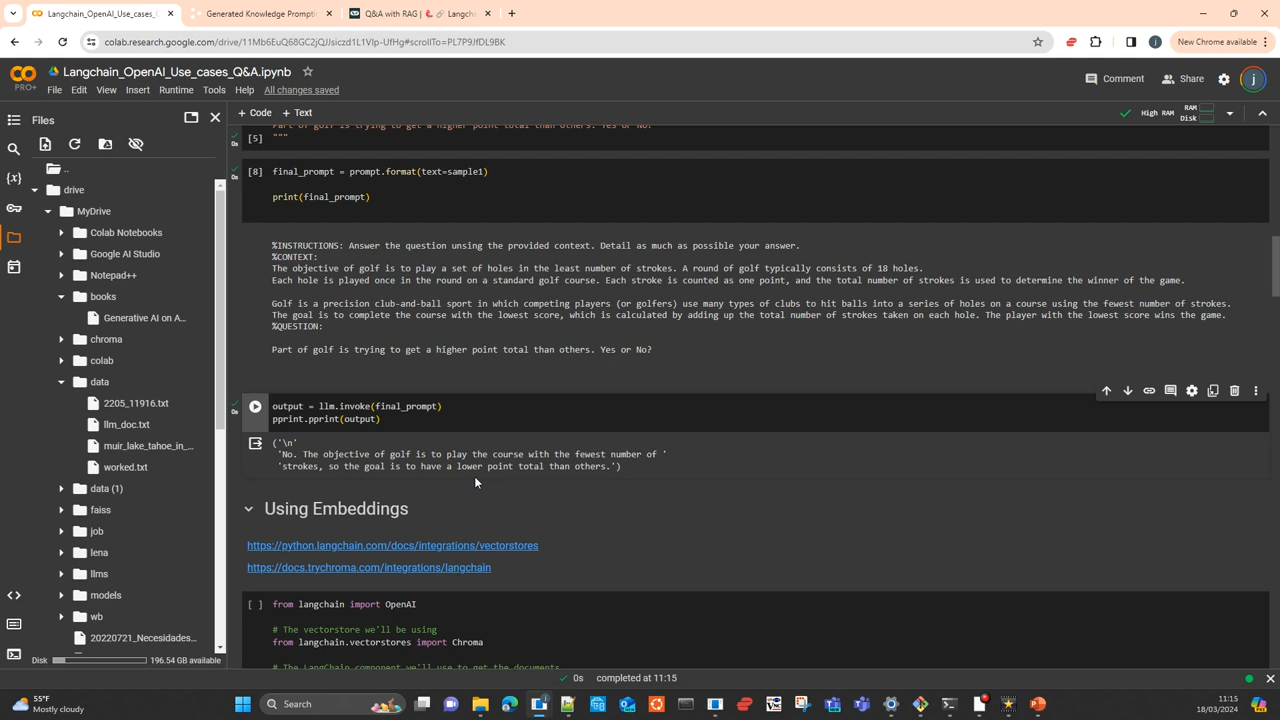 Langchain_OpenAI_Use_cases_Q
Generated Knowledge Promptin
Q&A with RAG | 🦜️🔗 Langcha
colab.research.google.com/drive/11Mb6EuQ68GC2jQJJsiczd1L1VIp-UfHg#scrollTo=PL7P9JfDL9BK
New Chrome available
CO
PRO+
Langchain_OpenAI_Use_cases_Q&A.ipynb
Comment
Share
j
File Edit View Insert Runtime Tools Help All changes saved
Files
+ Code + Text
High RAM
RAM
Disk
..
drive
MyDrive
Colab Notebooks
Google AI Studio
Notepad++
books
Generative AI on A...
chroma
colab
data
2205_11916.txt
llm_doc.txt
muir_lake_tahoe_in_...
worked.txt
data (1)
faiss
job
lena
llms
models
wb
20220721_Necesidades...
Disk 196.54 GB available
Part of golf is trying to get a higher point total than others. Yes or No?
[5] """
0s
[8] final_prompt = prompt.format(text=sample1)
0s
print(final_prompt)
%INSTRUCTIONS: Answer the question unsing the provided context. Detail as much as possible your answer.
%CONTEXT:
The objective of golf is to play a set of holes in the least number of strokes. A round of golf typically consists of 18 holes.
Each hole is played once in the round on a standard golf course. Each stroke is counted as one point, and the total number of strokes is used to determine the winner of the game.
Golf is a precision club-and-ball sport in which competing players (or golfers) use many types of clubs to hit balls into a series of holes on a course using the fewest number of strokes.
The goal is to complete the course with the lowest score, which is calculated by adding up the total number of strokes taken on each hole. The player with the lowest score wins the game.
%QUESTION:
Part of golf is trying to get a higher point total than others. Yes or No?
output = llm.invoke(final_prompt)
0s
pprint.pprint(output)
('\n'
'No. The objective of golf is to play the course with the fewest number of '
'strokes, so the goal is to have a lower point total than others.')
Using Embeddings
https://python.langchain.com/docs/integrations/vectorstores
https://docs.trychroma.com/integrations/langchain
[ ] from langchain import OpenAI
# The vectorstore we'll be using
from langchain.vectorstores import Chroma
# The LangChain component we'll use to get the documents
0s completed at 11:15
55°F
Mostly cloudy
Search
11:15
18/03/2024